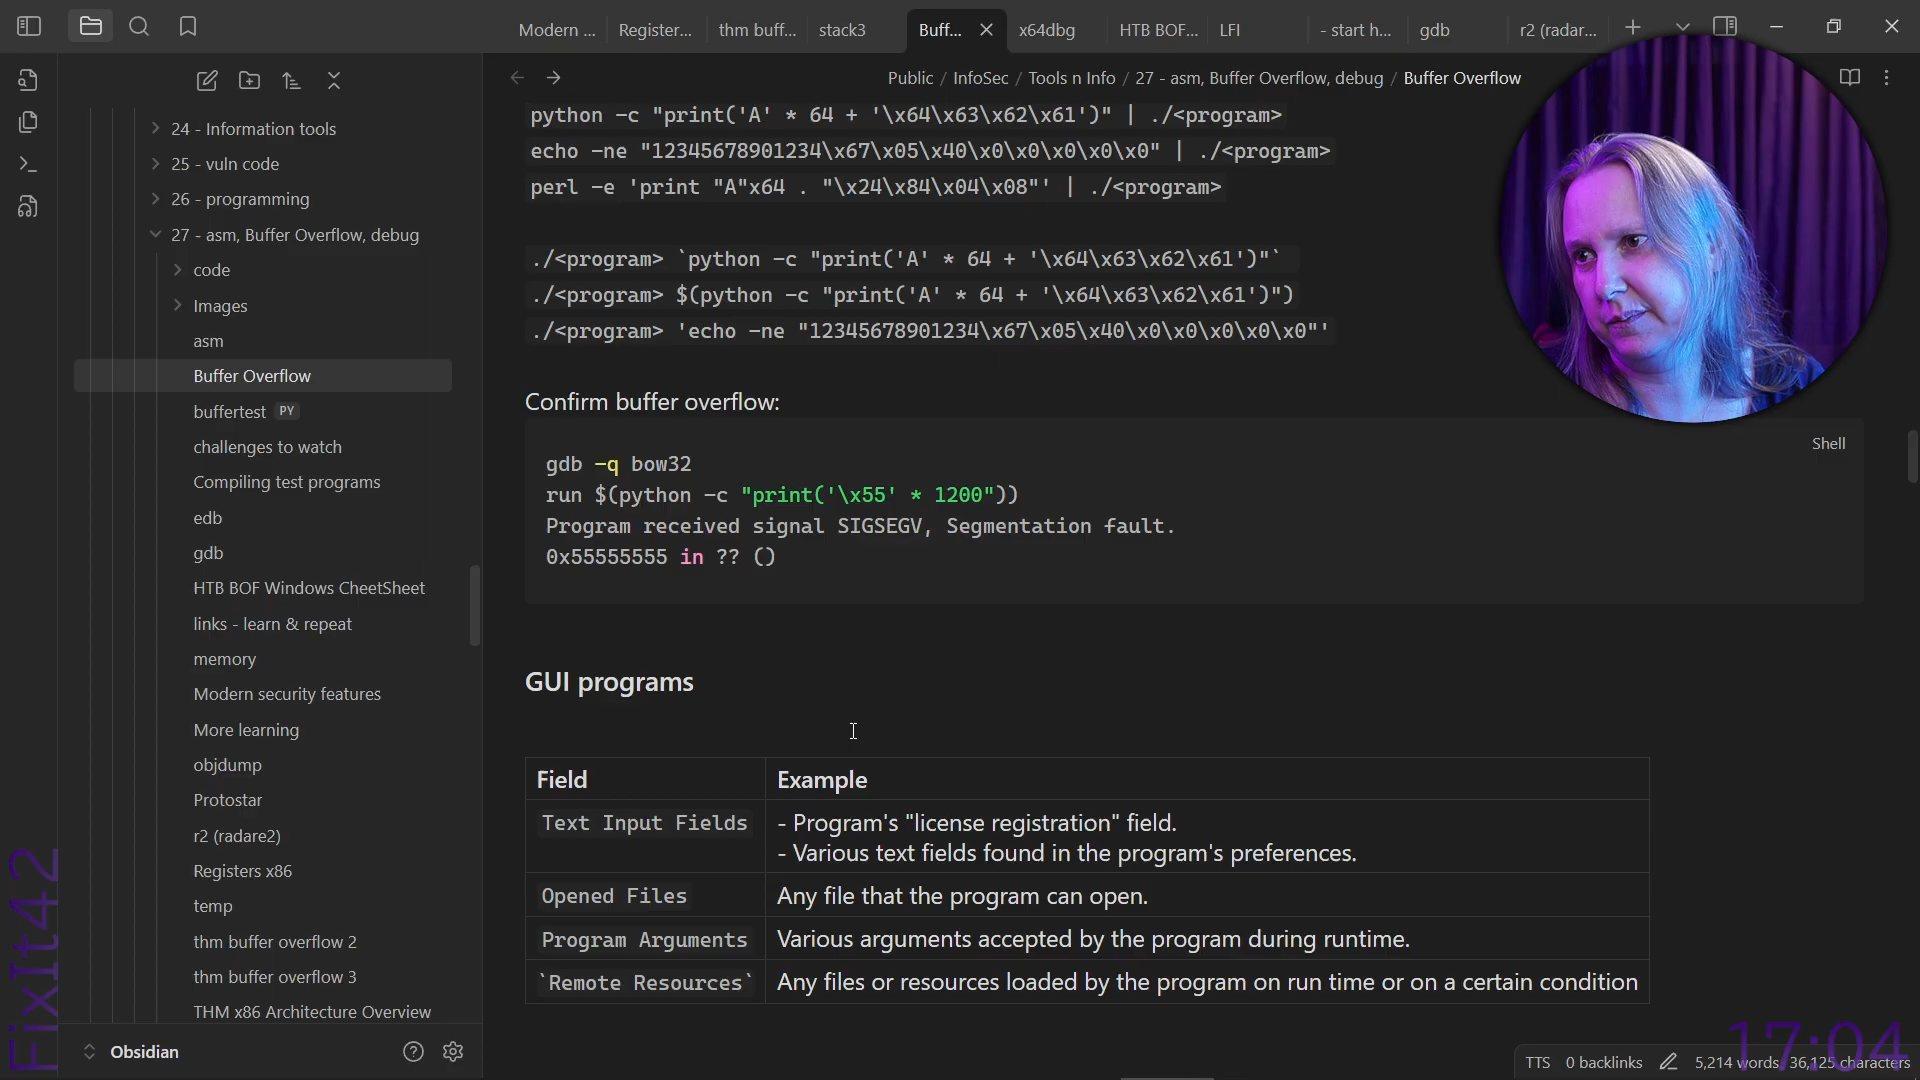 Modern ...
Register...
thm buff...
stack3
Buff...
x64dbg
HTB BOF...
LFI
- start h...
gdb
r2 (radar...
Public / InfoSec / Tools n Info / 27 - asm, Buffer Overflow, debug / Buffer Overflow
24 - Information tools
25 - vuln code
26 - programming
27 - asm, Buffer Overflow, debug
code
Images
asm
Buffer Overflow
buffertest PY
challenges to watch
Compiling test programs
edb
gdb
HTB BOF Windows CheetSheet
links - learn & repeat
memory
Modern security features
More learning
objdump
Protostar
r2 (radare2)
Registers x86
temp
thm buffer overflow 2
thm buffer overflow 3
THM x86 Architecture Overview
Obsidian
python -c "print('A' * 64 + '\x64\x63\x62\x61')" | ./<program>
echo -ne "12345678901234\x67\x05\x40\x0\x0\x0\x0\x0" | ./<program>
perl -e 'print "A"x64 . "\x24\x84\x04\x08"' | ./<program>
./<program> `python -c "print('A' * 64 + '\x64\x63\x62\x61')"`
./<program> $(python -c "print('A' * 64 + '\x64\x63\x62\x61')")
./<program> 'echo -ne "12345678901234\x67\x05\x40\x0\x0\x0\x0\x0"'
Confirm buffer overflow:
Shell
gdb -q bow32
run $(python -c "print('\x55' * 1200"))
Program received signal SIGSEGV, Segmentation fault.
0x55555555 in ?? ()
GUI programs
Field Example
Text Input Fields - Program's "license registration" field.
- Various text fields found in the program's preferences.
Opened Files Any file that the program can open.
Program Arguments Various arguments accepted by the program during runtime.
`Remote Resources` Any files or resources loaded by the program on run time or on a certain condition
TTS 0 backlinks 5,214 words 36,125 characters
FixIt42
17:04